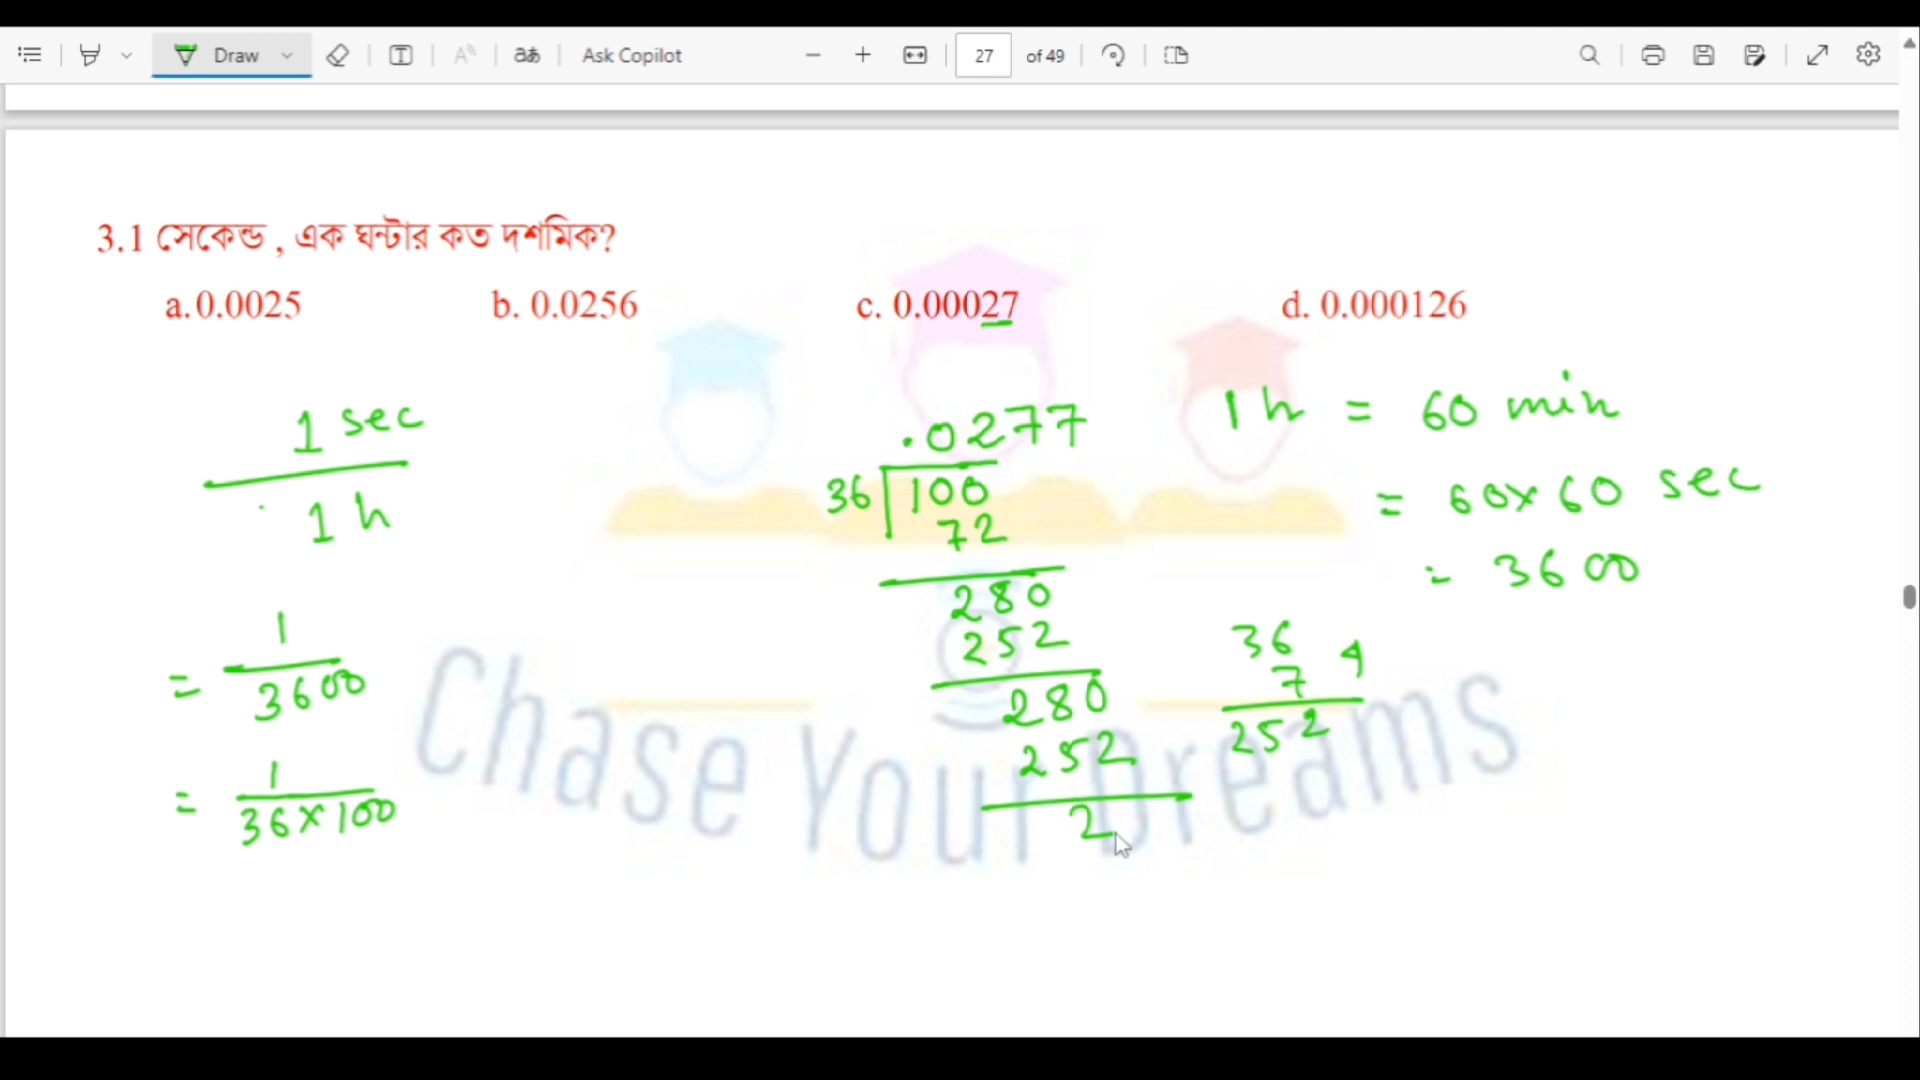 Draw
Ask Copilot
27 of 49
3.1 সেকেন্ড , এক ঘন্টার কত দশমিক?
a. 0.0025 b. 0.0256 c. 0.00027 d. 0.000126
1 sec
1 h
= 1
3600
= 1
36 x 100
.0277
36 100
72
280
252
280
252
2
1 h = 60 min
= 60 x 60 sec
= 3600
36
7 4
252
Chase Your Dreams